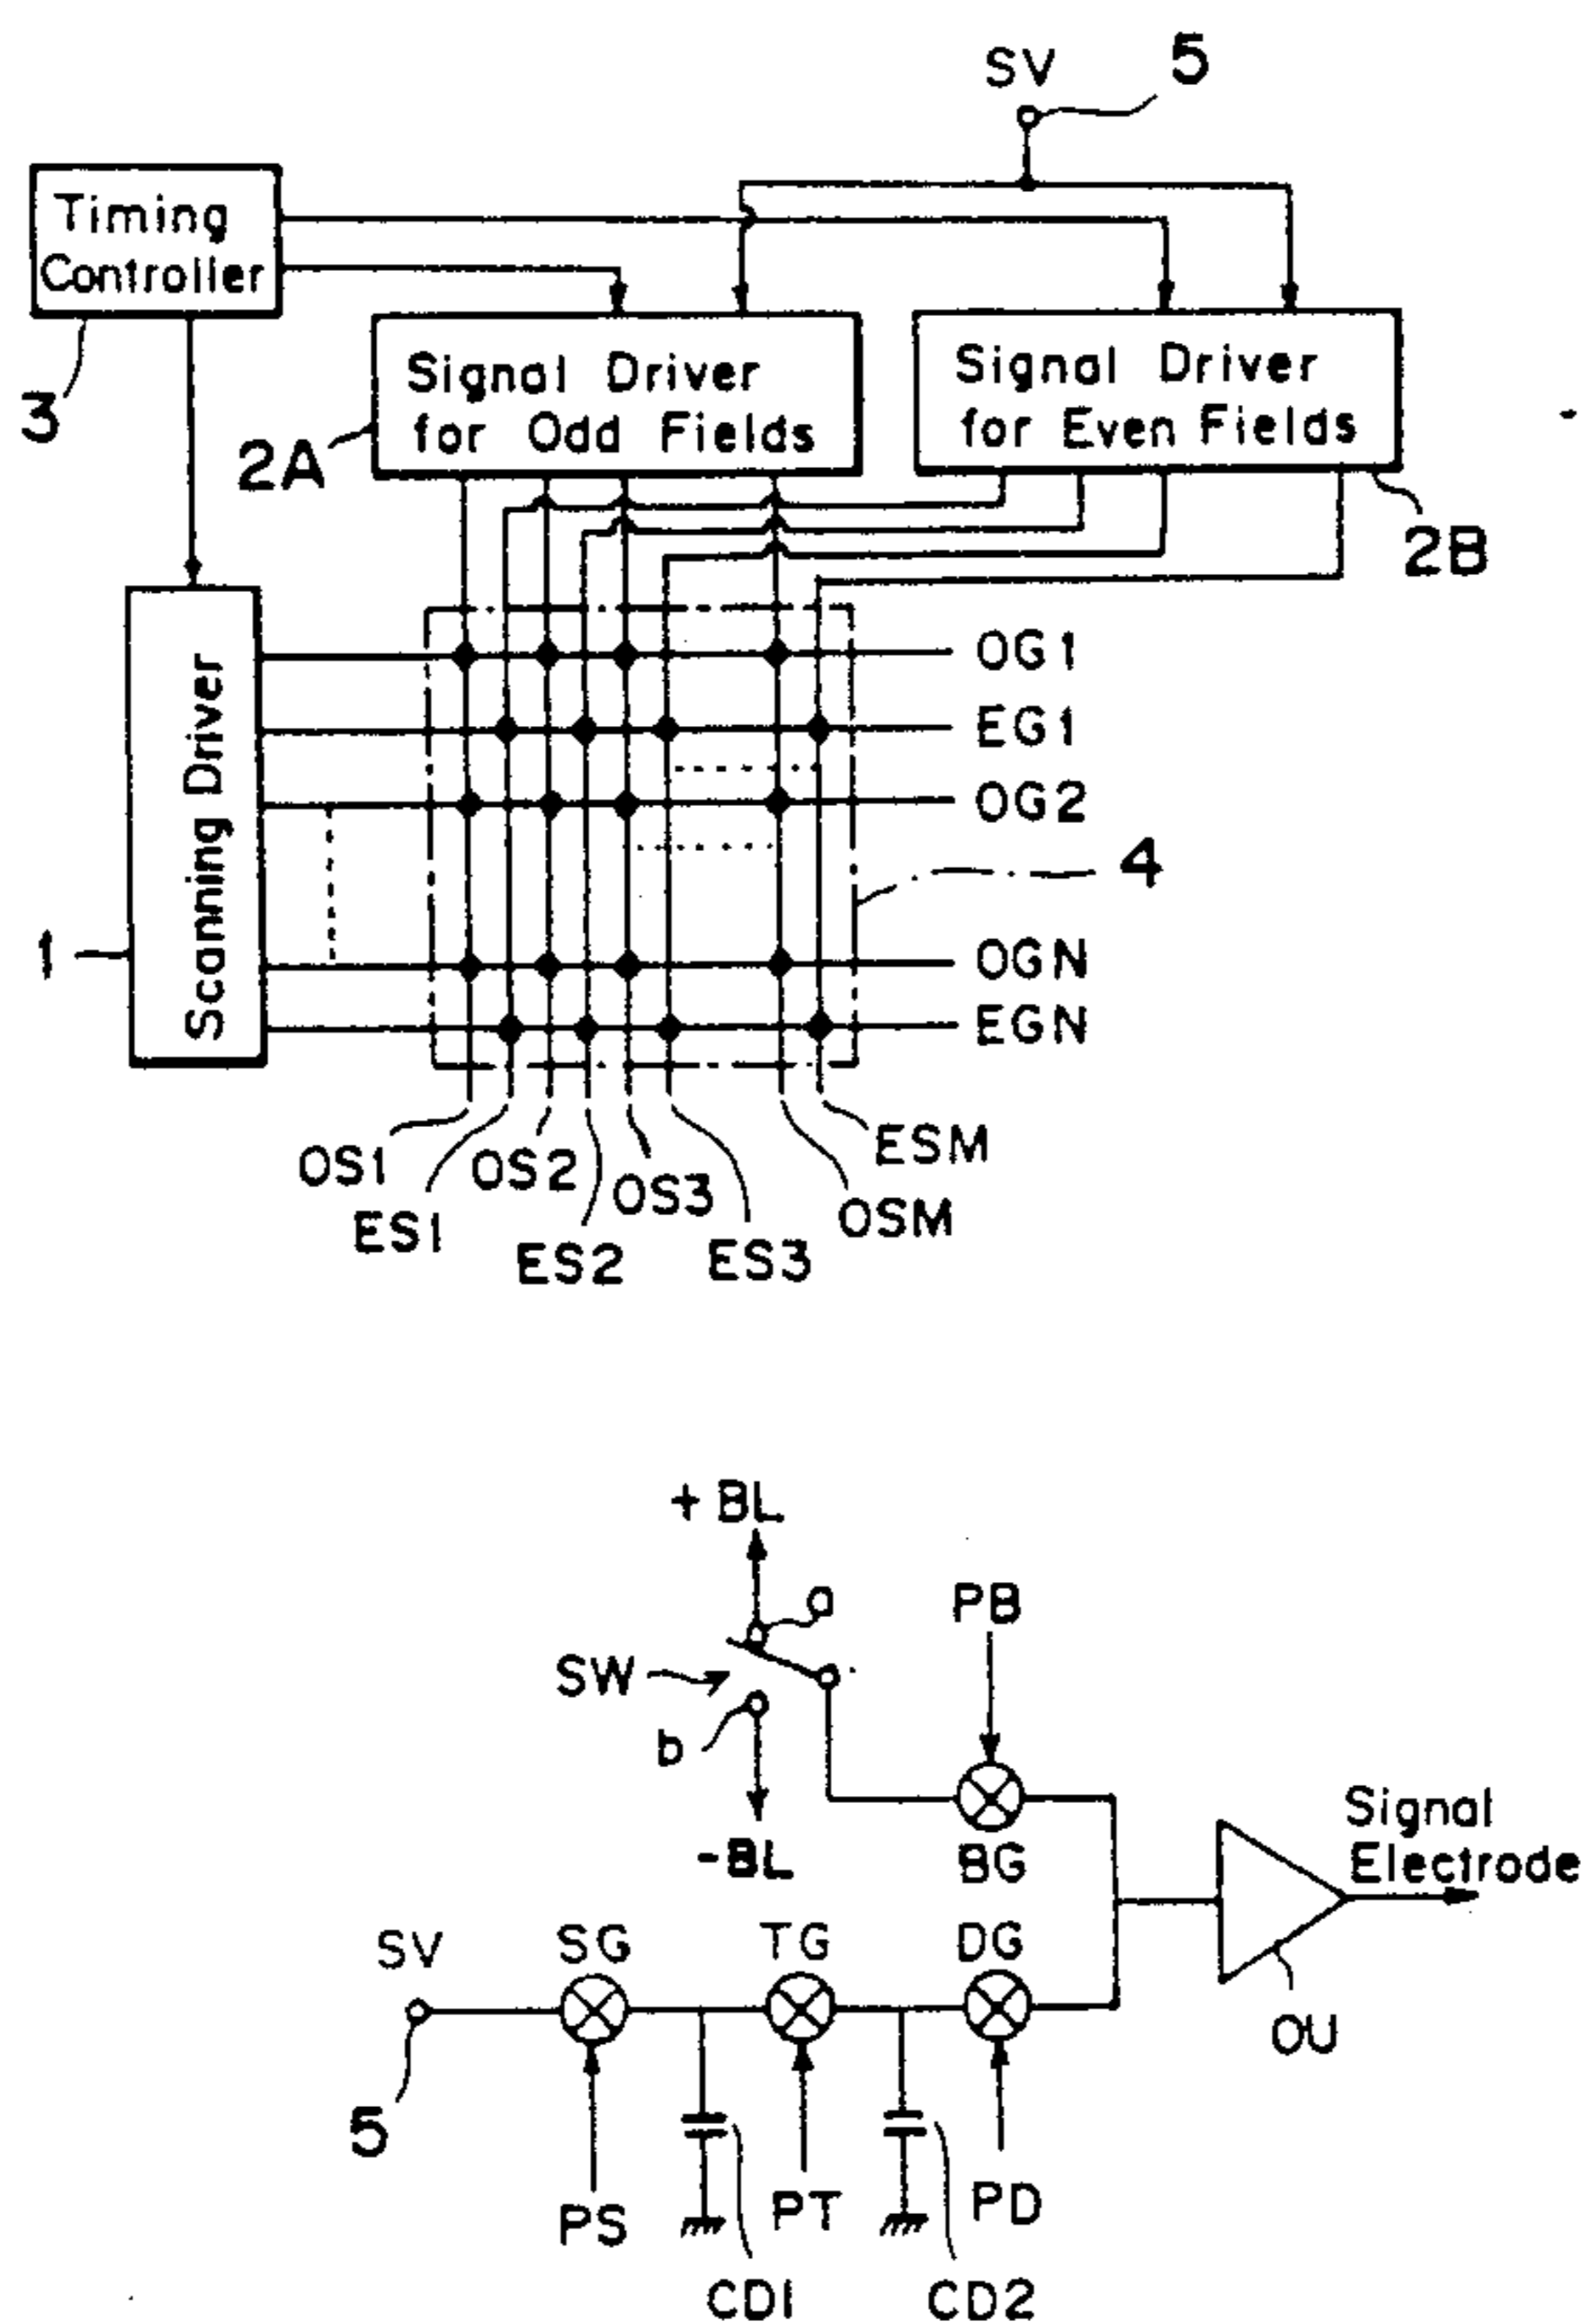 SV
5
Timing
Controller
3
Signal Driver
for Odd Fields
2A
Signal Driver
for Even Fields
2B
Scanning Driver
1
OG1
EG1
OG2
4
OGN
EGN
OS1
ES1
OS2
ES2
OS3
ES3
OSM
ESM
+BL
a
SW
b
-BL
PB
BG
Signal
Electrode
OU
SV
5
SG
TG
DG
PS
PT
PD
CD1
CD2